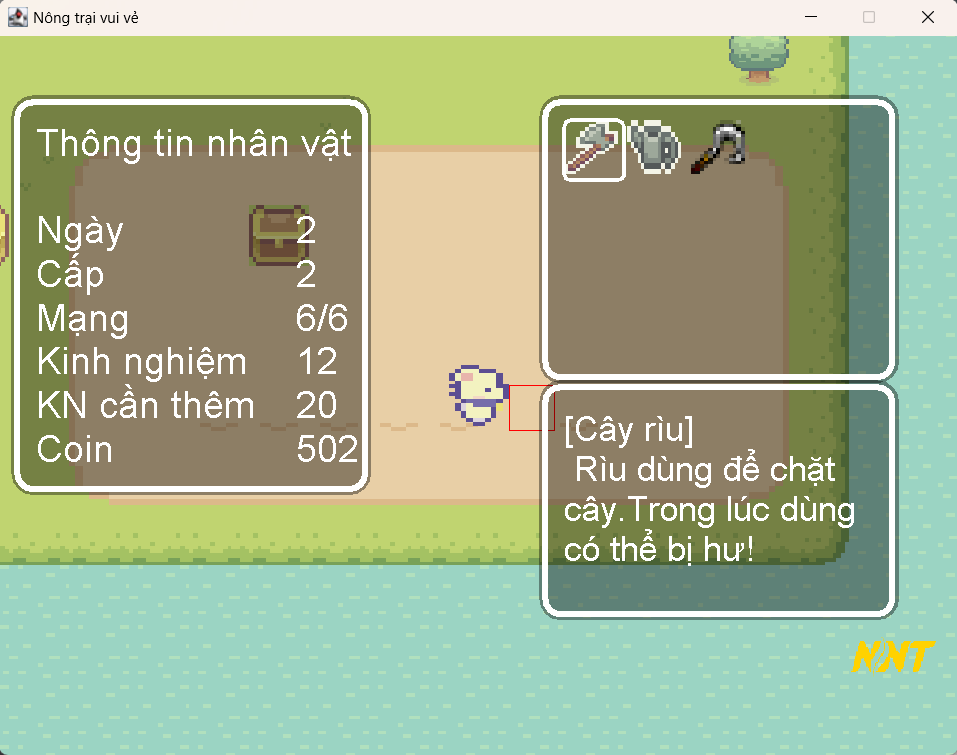 Nông trại vui vẻ
Thông tin nhân vật
Ngày 2
Cấp 2
Mạng 6/6
Kinh nghiệm 12
KN cần thêm 20
Coin 502
[Cây rìu]
Rìu dùng để chặt
cây.Trong lúc dùng
có thể bị hư!
NNT